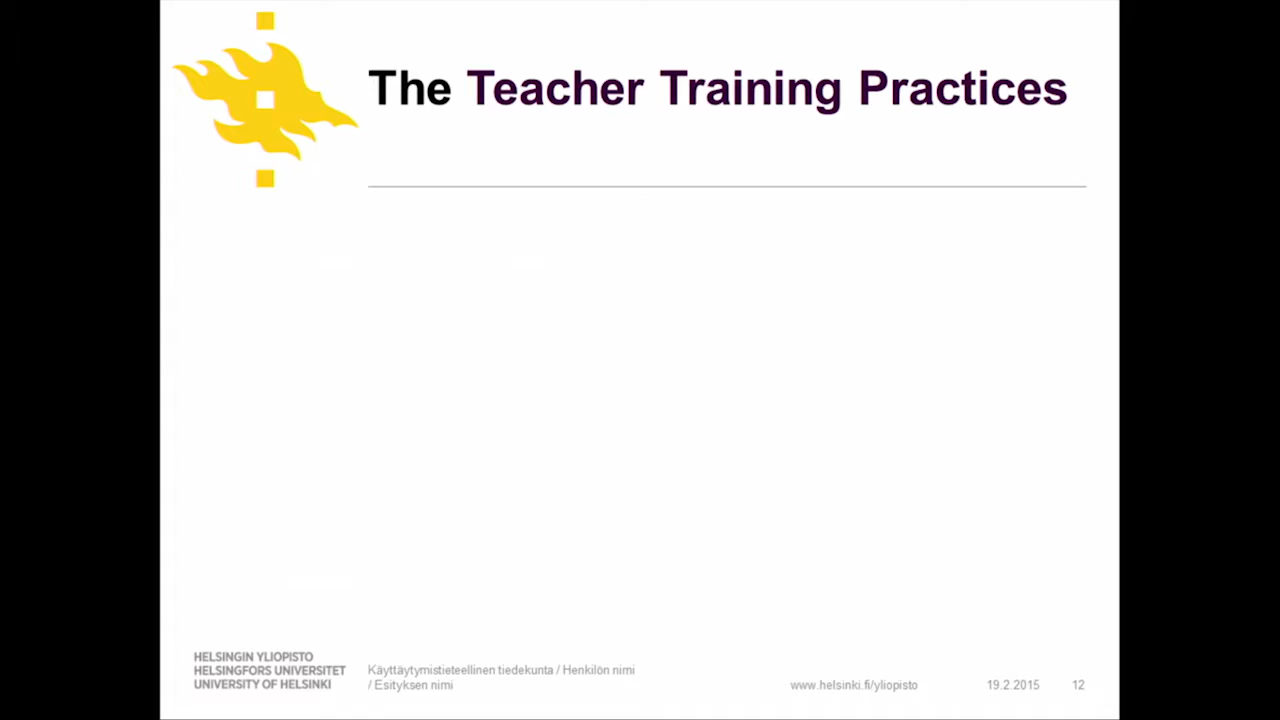 The Teacher Training Practices
HELSINGIN YLIOPISTO
HELSINGFORS UNIVERSITET
UNIVERSITY OF HELSINKI
Käyttäytymistieteellinen tiedekunta / Henkilön nimi
/ Esityksen nimi
www.helsinki.fi/yliopisto
19.2.2015
12